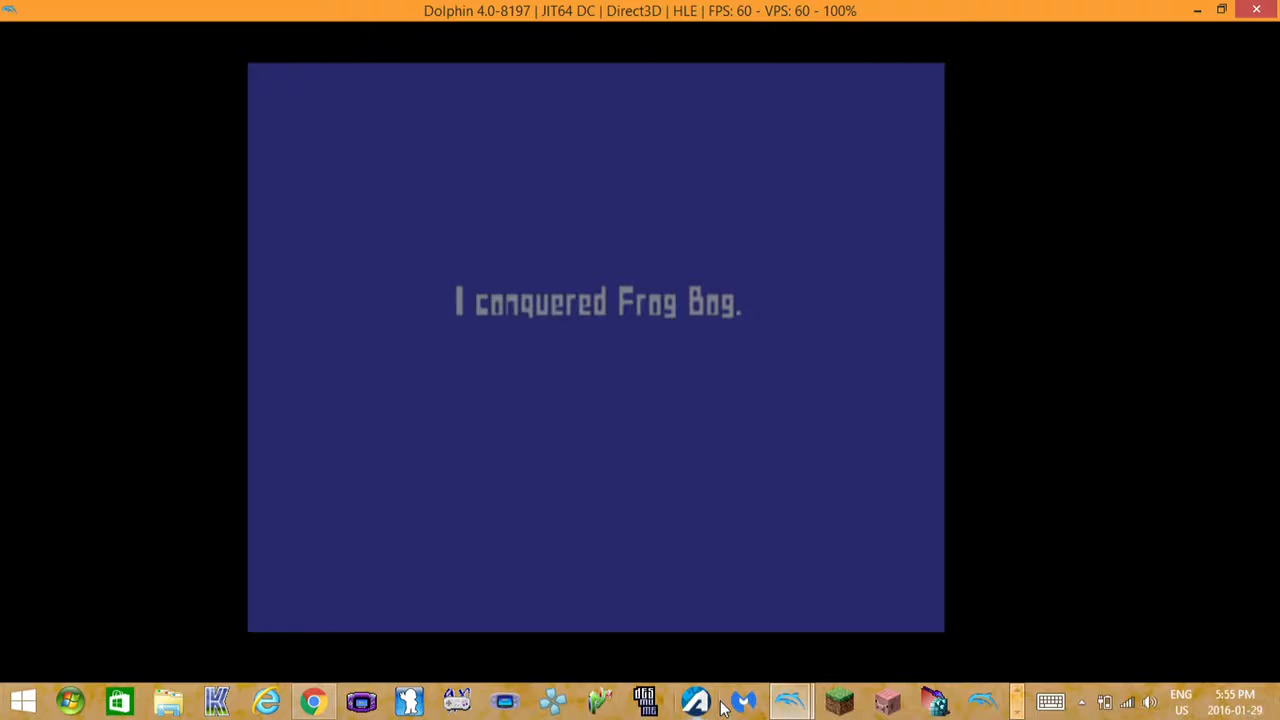 Dolphin 4.0-8197 | JIT64 DC | Direct3D | HLE | FPS: 60 - VPS: 60 - 100%
I conquered Frog Bog.
ENG 5:55 PM
US 2016-01-29